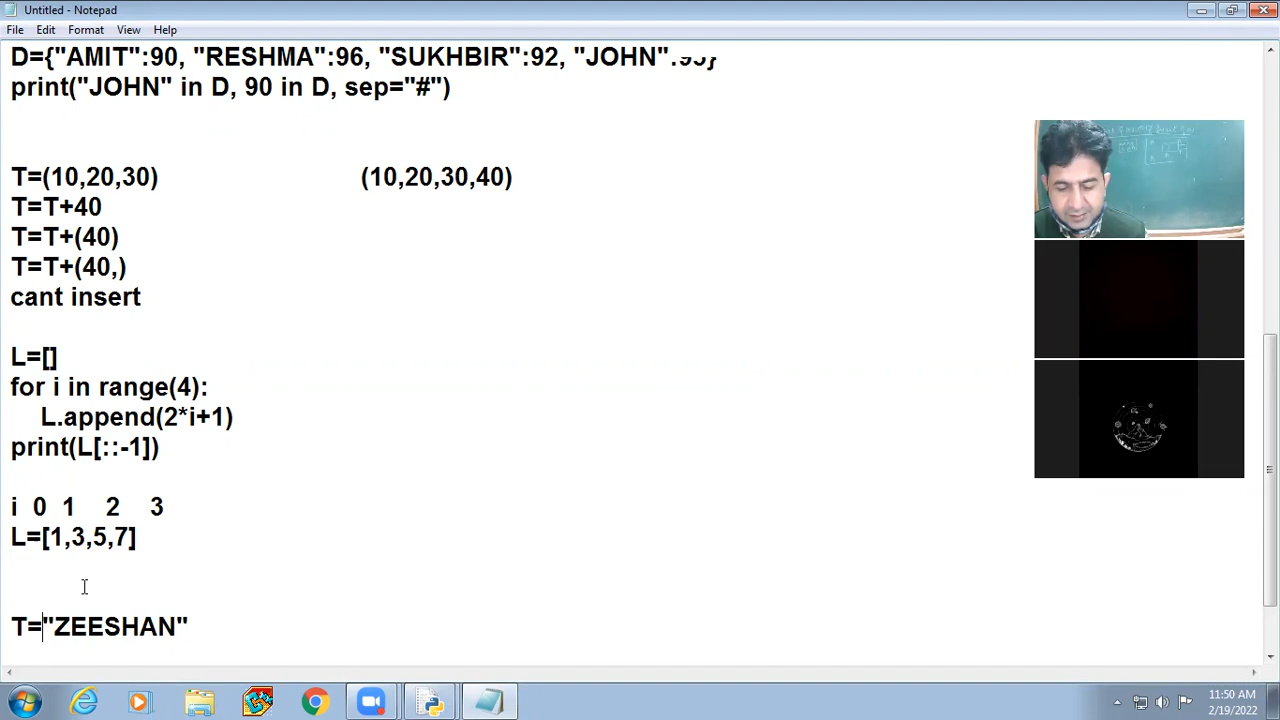 Untitled - Notepad
File Edit Format View Help
D={"AMIT":90, "RESHMA":96, "SUKHBIR":92, "JOHN":95}
print("JOHN" in D, 90 in D, sep="#")
T=(10,20,30) (10,20,30,40)
T=T+40
T=T+(40)
T=T+(40,)
cant insert
L=[]
for i in range(4):
L.append(2*i+1)
print(L[::-1])
i 0 1 2 3
L=[1,3,5,7]
T="ZEESHAN"
11:50 AM
2/19/2022